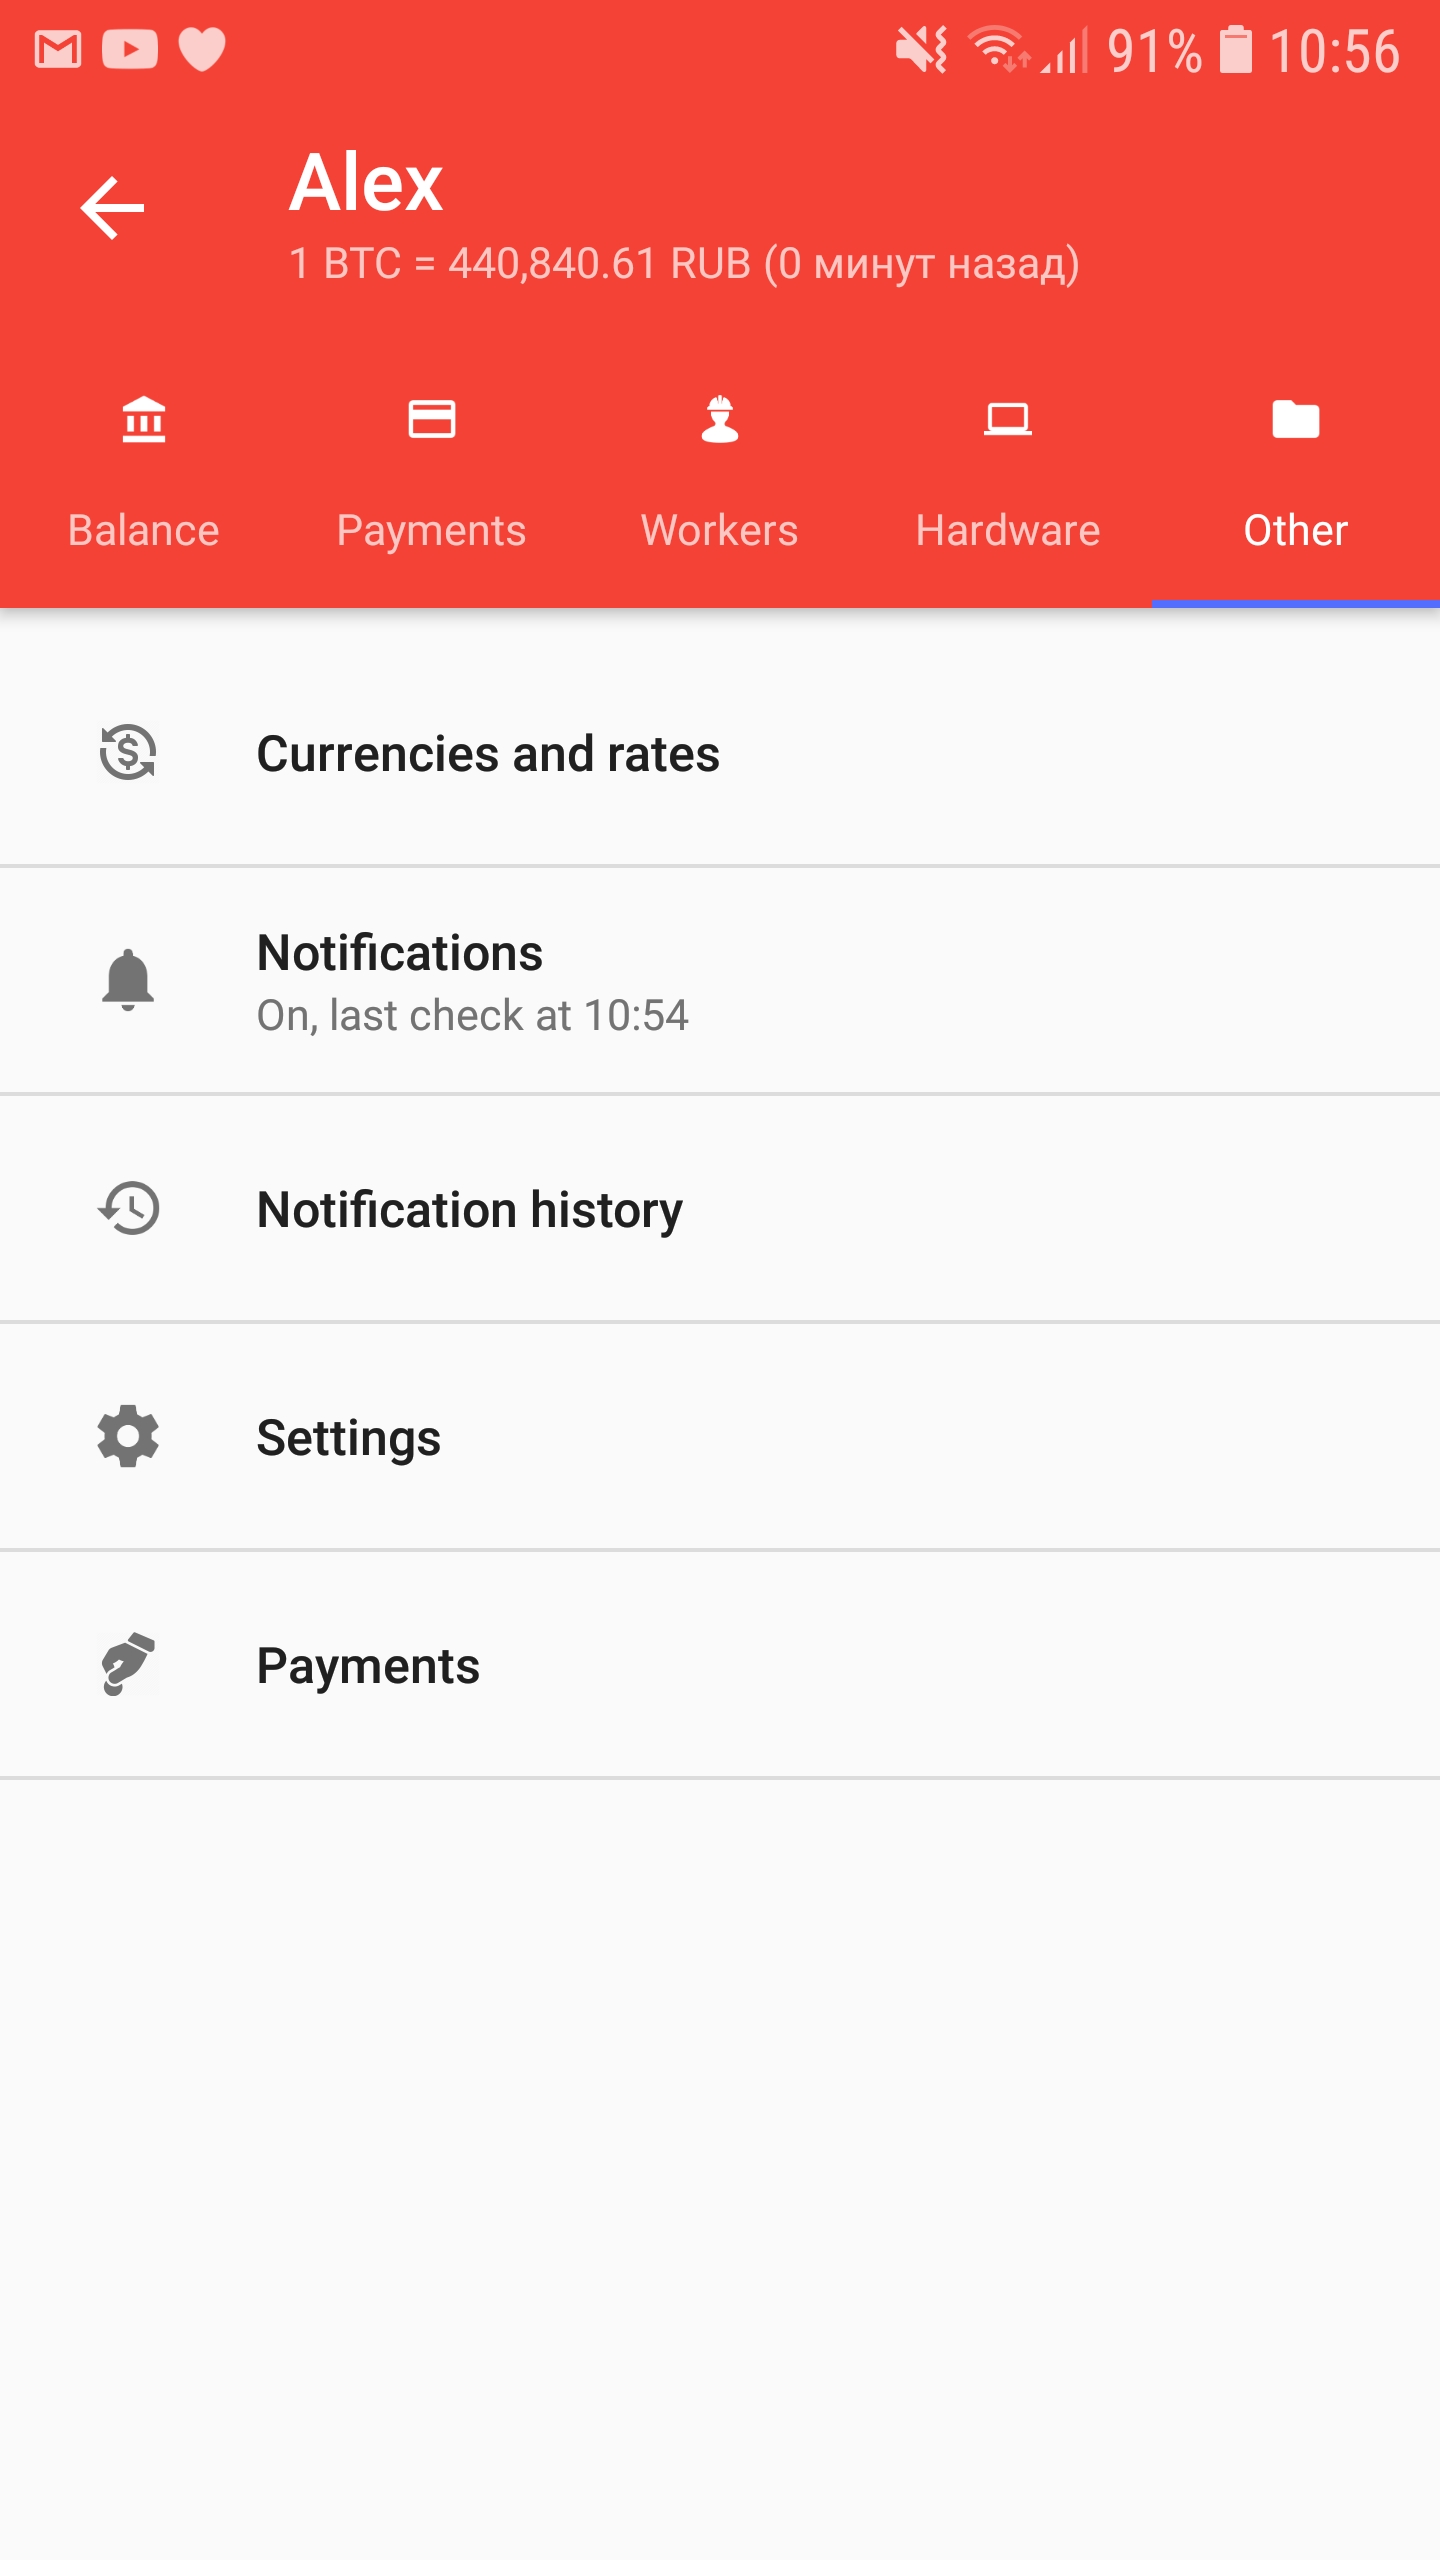 91% 10:56
Alex
1 BTC = 440,840.61 RUB (0 минут назад)
Balance Payments Workers Hardware Other
Currencies and rates
Notifications
On, last check at 10:54
Notification history
Settings
Payments